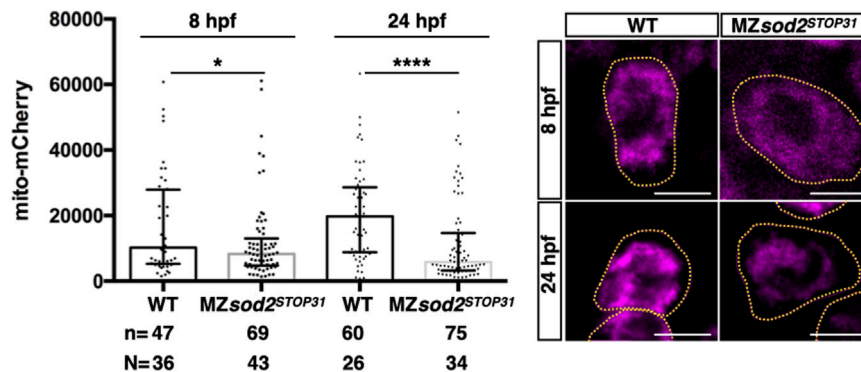 8 hpf 24 hpf
* ****
mito-mCherry
80000
60000
40000
20000
0
WT MZsod2STOP31 WT MZsod2STOP31
n= 47 69 60 75
N= 36 43 26 34
WT MZsod2STOP31
8 hpf
24 hpf